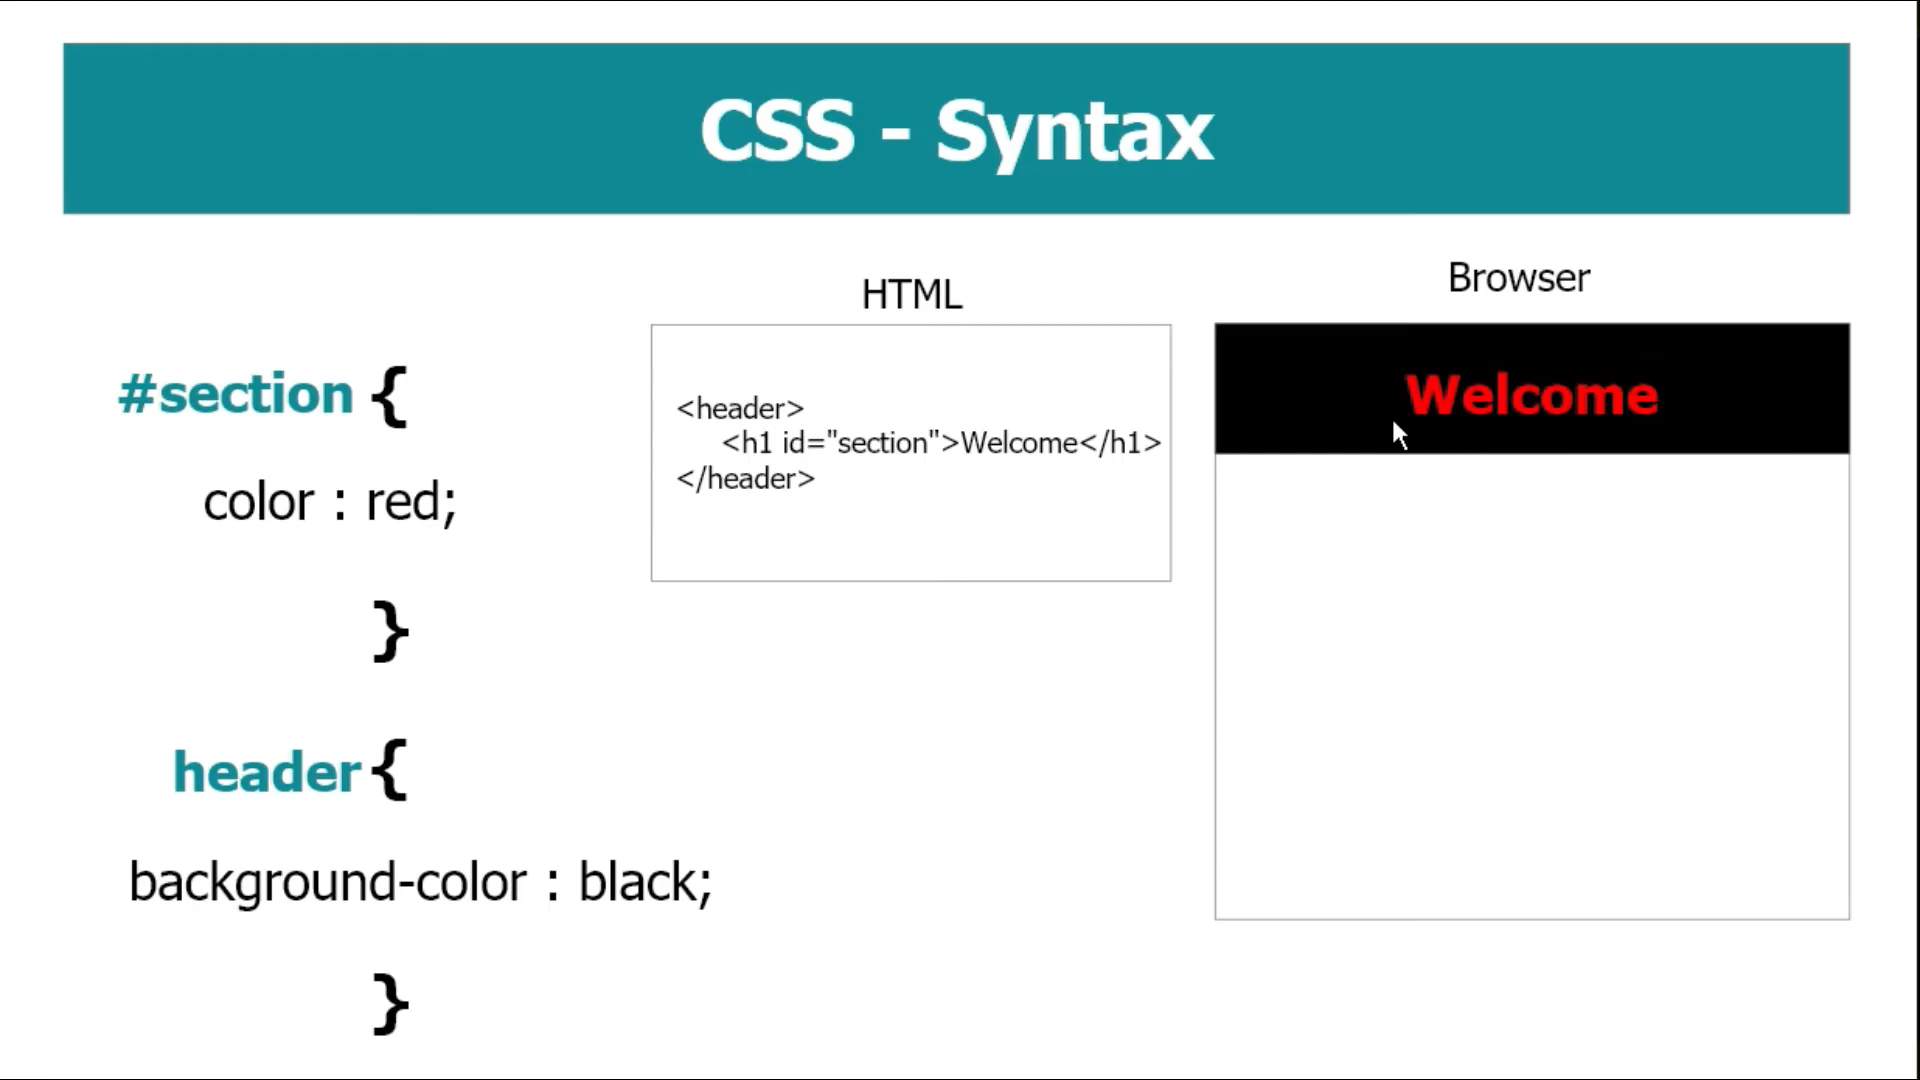 CSS - Syntax
#section {
color : red;
}
header {
background-color : black;
}
HTML
<header>
<h1 id="section">Welcome</h1>
</header>
Browser
Welcome